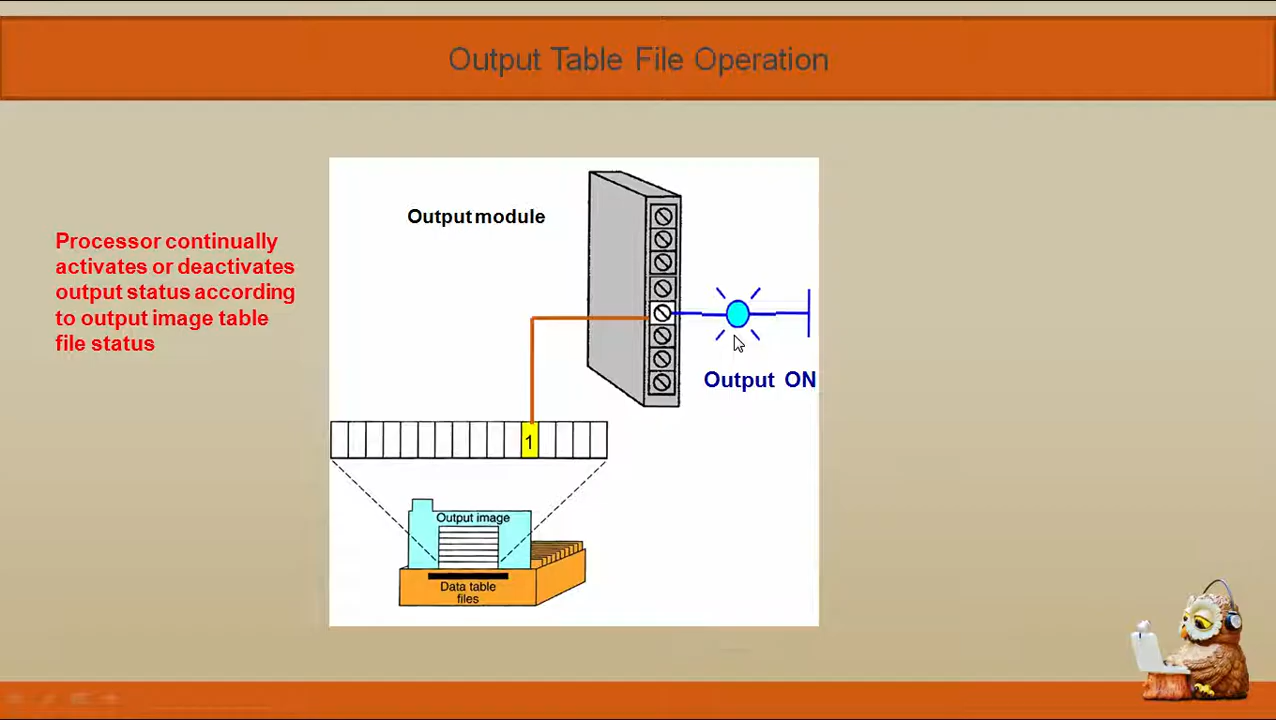 Output Table File Operation
Processor continually
activates or deactivates
output status according
to output image table
file status
Output module
Output ON
1
Output image
Data table
files